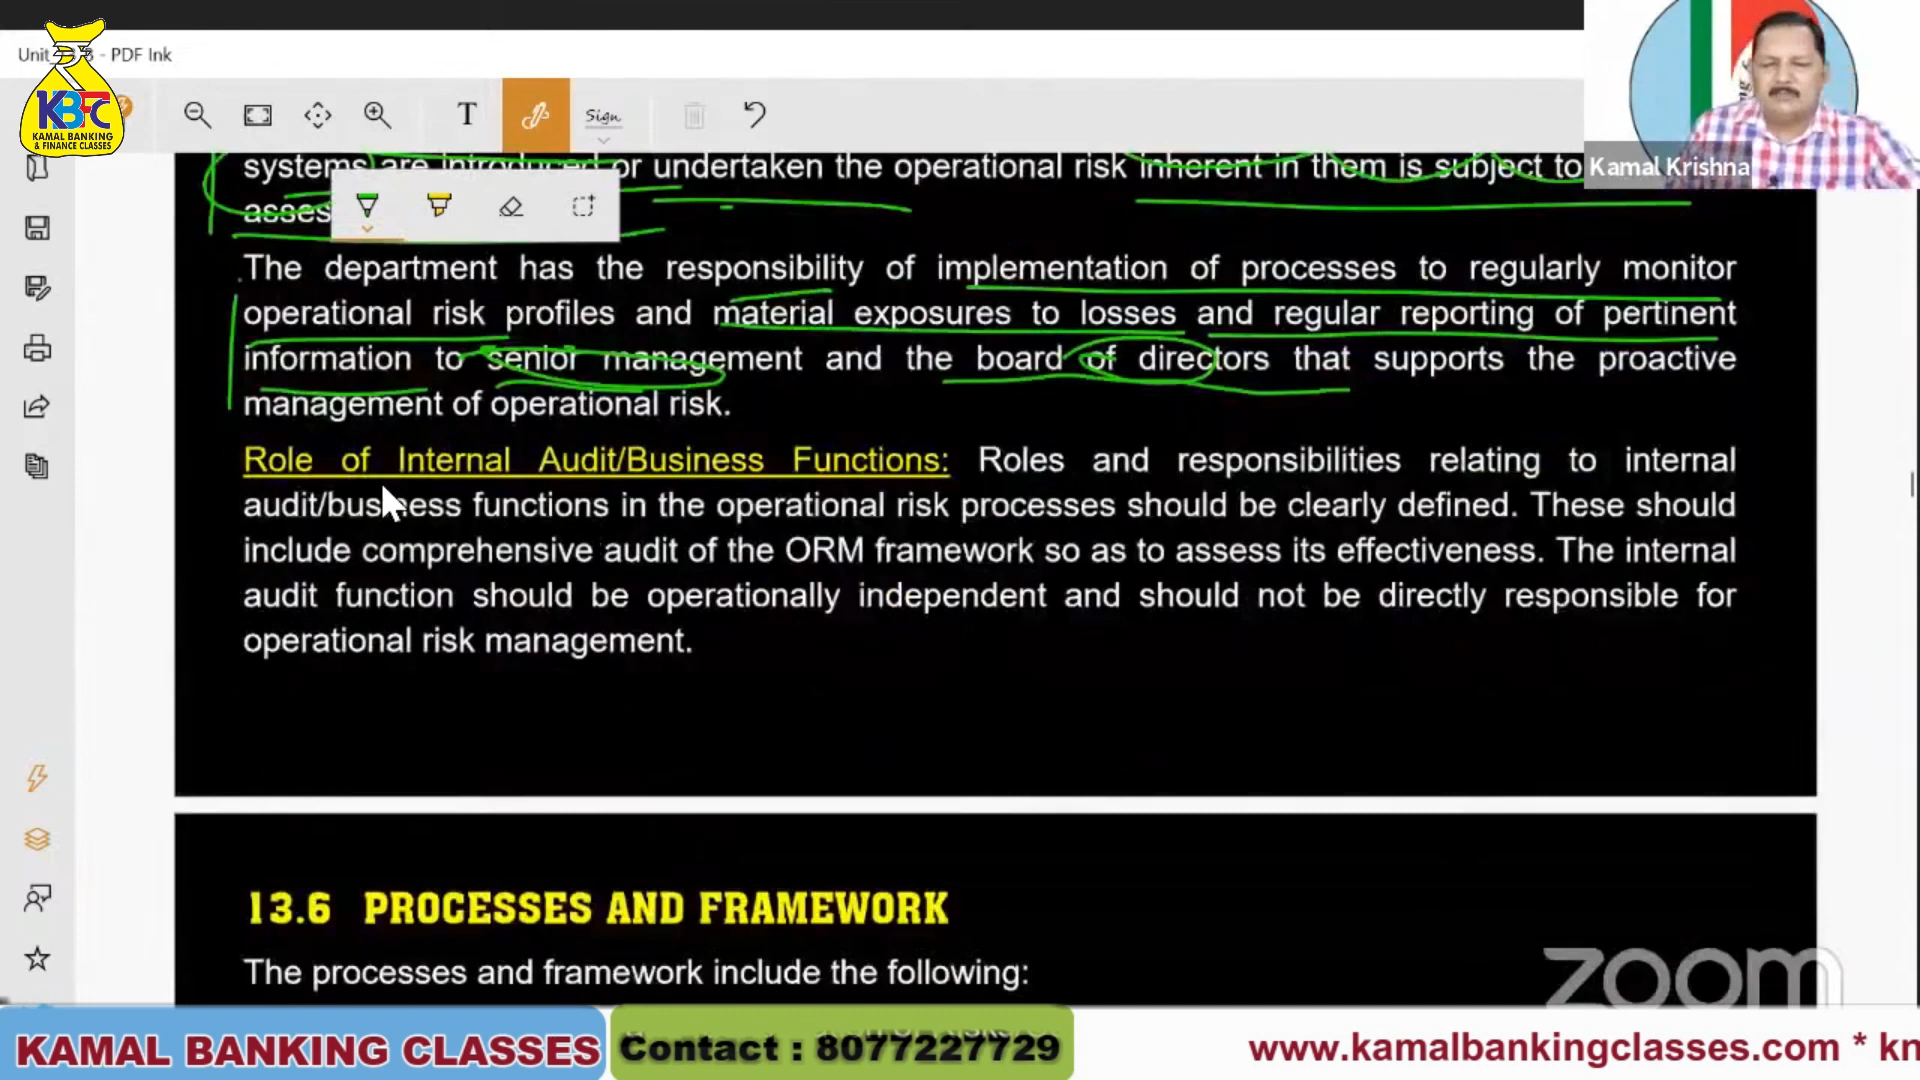 Unit - PDF Ink
KBFC
KAMAL BANKING
& FINANCE CLASSES
T
Sign
Kamal Krishna
systems are introduced or undertaken the operational risk inherent in them is subject to
asses
The department has the responsibility of implementation of processes to regularly monitor
operational risk profiles and material exposures to losses and regular reporting of pertinent
information to senior management and the board of directors that supports the proactive
management of operational risk.
Role of Internal Audit/Business Functions: Roles and responsibilities relating to internal
audit/business functions in the operational risk processes should be clearly defined. These should
include comprehensive audit of the ORM framework so as to assess its effectiveness. The internal
audit function should be operationally independent and should not be directly responsible for
operational risk management.
13.6 PROCESSES AND FRAMEWORK
The processes and framework include the following:
zoom
KAMAL BANKING CLASSES
Contact : 8077227729
www.kamalbankingclasses.com * kn